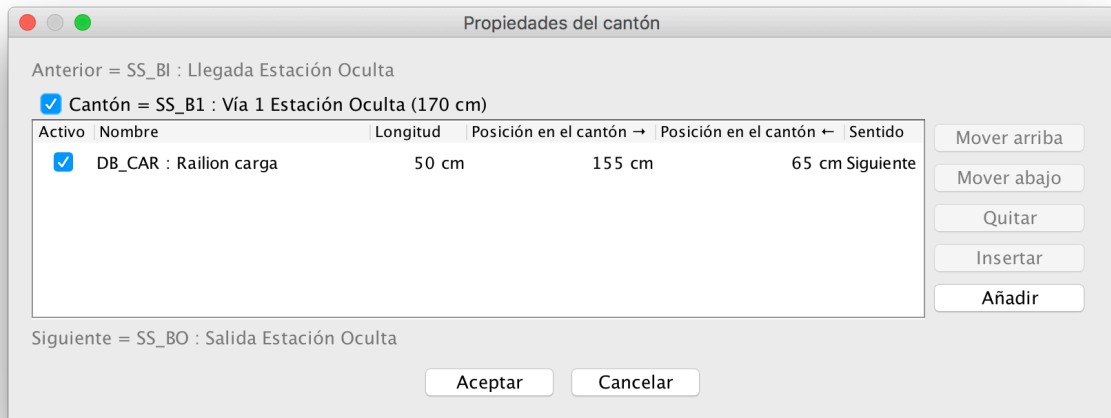 Propiedades del cantón
Anterior = SS_BI : Llegada Estación Oculta
Cantón = SS_B1 : Vía 1 Estación Oculta (170 cm)
Activo Nombre Longitud Posición en el cantón → Posición en el cantón ← Sentido
DB_CAR : Railion carga 50 cm 155 cm 65 cm Siguiente
Mover arriba
Mover abajo
Quitar
Insertar
Añadir
Siguiente = SS_BO : Salida Estación Oculta
Aceptar Cancelar